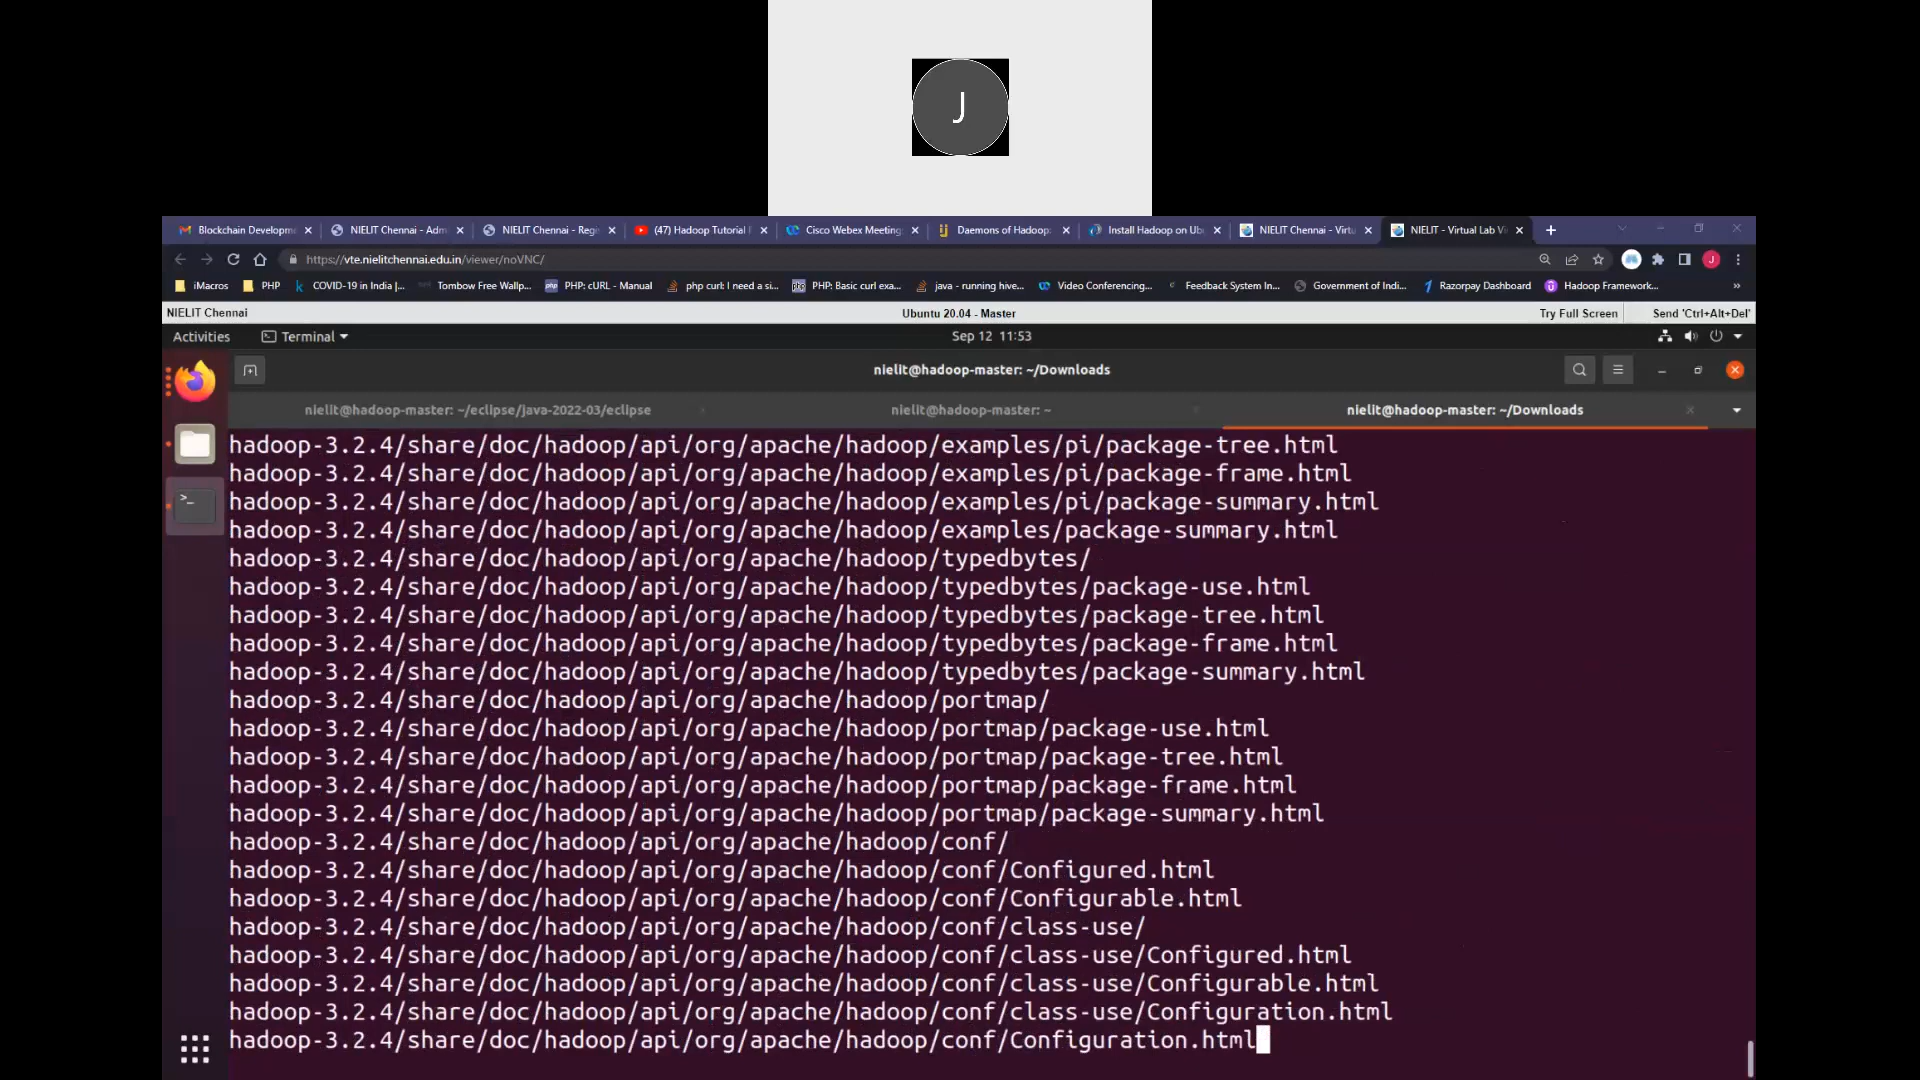 J
Blockchain Developm
NIELIT Chennai - Adm
NIELIT Chennai - Regi
(47) Hadoop Tutorial
Cisco Webex Meeting
Daemons of Hadoop
Install Hadoop on Ub
NIELIT Chennai - Virtu
NIELIT - Virtual Lab Vi
https://vte.nielitchennai.edu.in/viewer/noVNC/
J
iMacros
PHP
COVID-19 in India |...
Tombow Free Wallp...
PHP: cURL - Manual
php curl: I need a si...
PHP: Basic curl exa...
java - running hive...
Video Conferencing...
Feedback System In...
Government of Indi...
Razorpay Dashboard
Hadoop Framework...
NIELIT Chennai
Ubuntu 20.04 - Master
Try Full Screen
Send 'Ctrl+Alt+Del'
Activities
Terminal
Sep 12 11:53
nielit@hadoop-master: ~/Downloads
nielit@hadoop-master: ~/eclipse/java-2022-03/eclipse
nielit@hadoop-master: ~
nielit@hadoop-master: ~/Downloads
hadoop-3.2.4/share/doc/hadoop/api/org/apache/hadoop/examples/pi/package-tree.html
hadoop-3.2.4/share/doc/hadoop/api/org/apache/hadoop/examples/pi/package-frame.html
hadoop-3.2.4/share/doc/hadoop/api/org/apache/hadoop/examples/pi/package-summary.html
hadoop-3.2.4/share/doc/hadoop/api/org/apache/hadoop/examples/package-summary.html
hadoop-3.2.4/share/doc/hadoop/api/org/apache/hadoop/typedbytes/
hadoop-3.2.4/share/doc/hadoop/api/org/apache/hadoop/typedbytes/package-use.html
hadoop-3.2.4/share/doc/hadoop/api/org/apache/hadoop/typedbytes/package-tree.html
hadoop-3.2.4/share/doc/hadoop/api/org/apache/hadoop/typedbytes/package-frame.html
hadoop-3.2.4/share/doc/hadoop/api/org/apache/hadoop/typedbytes/package-summary.html
hadoop-3.2.4/share/doc/hadoop/api/org/apache/hadoop/portmap/
hadoop-3.2.4/share/doc/hadoop/api/org/apache/hadoop/portmap/package-use.html
hadoop-3.2.4/share/doc/hadoop/api/org/apache/hadoop/portmap/package-tree.html
hadoop-3.2.4/share/doc/hadoop/api/org/apache/hadoop/portmap/package-frame.html
hadoop-3.2.4/share/doc/hadoop/api/org/apache/hadoop/portmap/package-summary.html
hadoop-3.2.4/share/doc/hadoop/api/org/apache/hadoop/conf/
hadoop-3.2.4/share/doc/hadoop/api/org/apache/hadoop/conf/Configured.html
hadoop-3.2.4/share/doc/hadoop/api/org/apache/hadoop/conf/Configurable.html
hadoop-3.2.4/share/doc/hadoop/api/org/apache/hadoop/conf/class-use/
hadoop-3.2.4/share/doc/hadoop/api/org/apache/hadoop/conf/class-use/Configured.html
hadoop-3.2.4/share/doc/hadoop/api/org/apache/hadoop/conf/class-use/Configurable.html
hadoop-3.2.4/share/doc/hadoop/api/org/apache/hadoop/conf/class-use/Configuration.html
hadoop-3.2.4/share/doc/hadoop/api/org/apache/hadoop/conf/Configuration.html